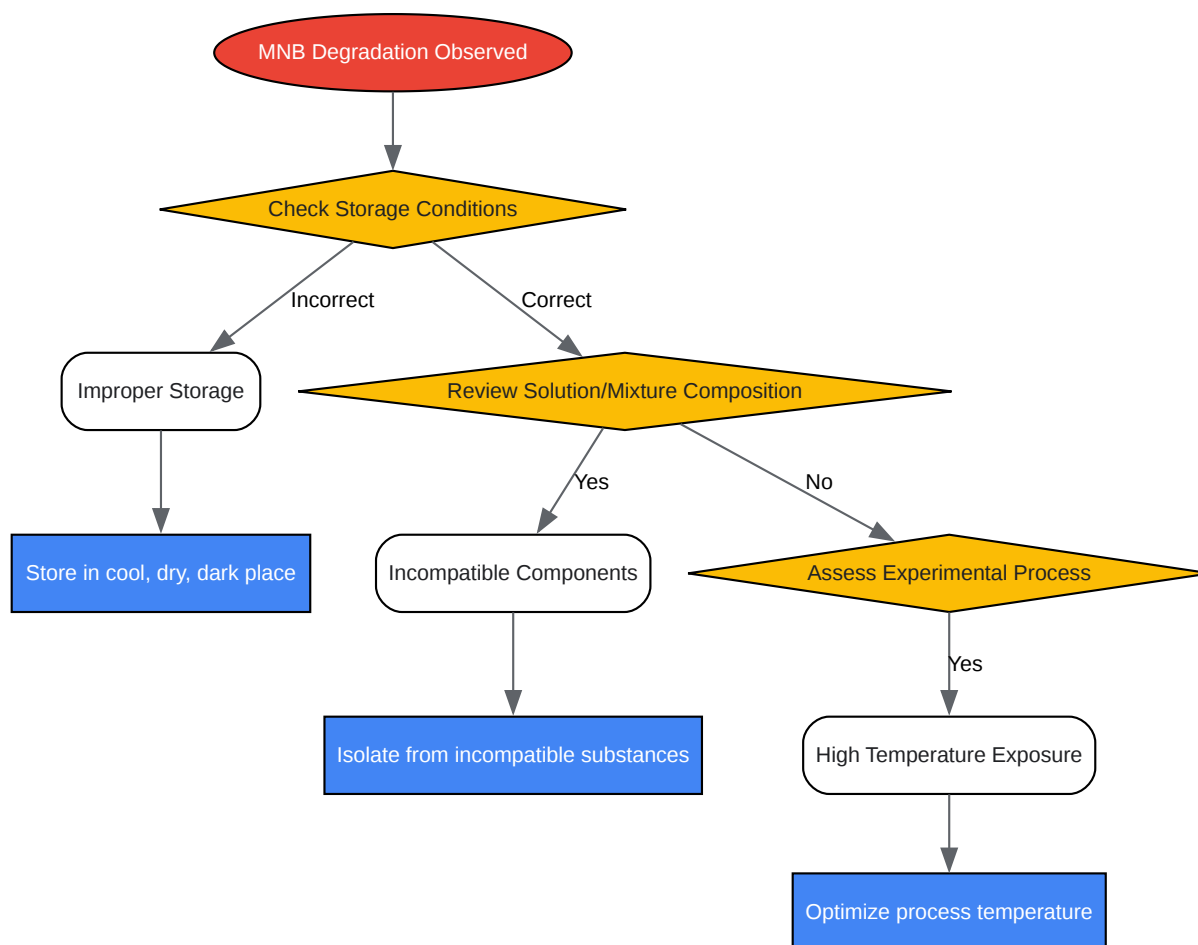 MNB Degradation Observed
Check Storage Conditions
Incorrect
Correct
Improper Storage
Review Solution/Mixture Composition
Yes
No
Store in cool, dry, dark place
Incompatible Components
Assess Experimental Process
Yes
Isolate from incompatible substances
High Temperature Exposure
Optimize process temperature